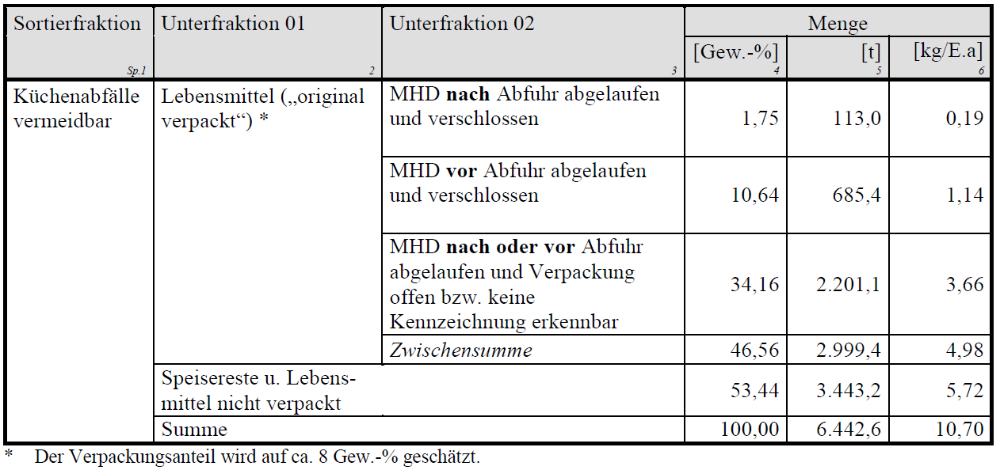 Sortierfraktion Unterfraktion 01 Unterfraktion 02 Menge
[Gew.-%] [t] [kg/E.a]
Sp.1 2 3 4 5 6
Küchenabfälle vermeidbar
Lebensmittel („original verpackt“) *
MHD nach Abfuhr abgelaufen
und verschlossen 1,75 113,0 0,19
MHD vor Abfuhr abgelaufen
und verschlossen 10,64 685,4 1,14
MHD nach oder vor Abfuhr
abgelaufen und Verpackung
offen bzw. keine 34,16 2.201,1 3,66
Kennzeichnung erkennbar
Zwischensumme 46,56 2.999,4 4,98
Speisereste u. Lebens-
mittel nicht verpackt 53,44 3.443,2 5,72
Summe 100,00 6.442,6 10,70
* Der Verpackungsanteil wird auf ca. 8 Gew.-% geschätzt.